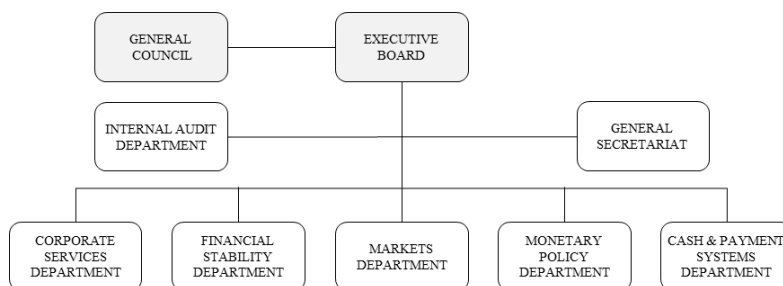 GENERAL
COUNCIL
EXECUTIVE
BOARD
INTERNAL AUDIT
DEPARTMENT
GENERAL
SECRETARIAT
CORPORATE
SERVICES
DEPARTMENT
FINANCIAL
STABILITY
DEPARTMENT
MARKETS
DEPARTMENT
MONETARY
POLICY
DEPARTMENT
CASH & PAYMENT
SYSTEMS
DEPARTMENT